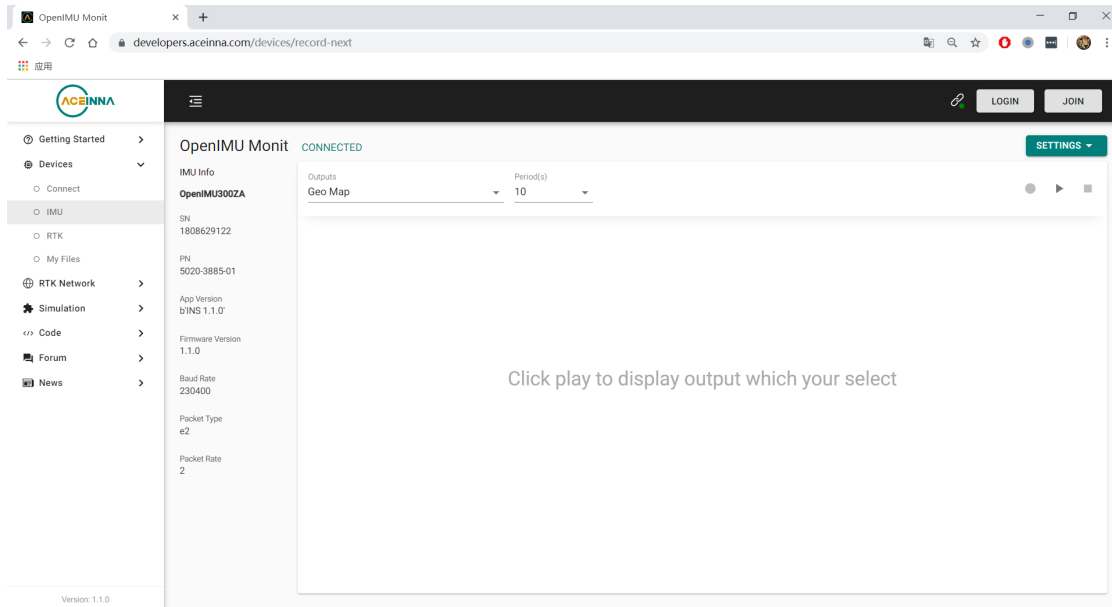 OpenIMU Monit
developers.aceinna.com/devices/record-next
应用
ACEINNA
LOGIN
JOIN
Getting Started
Devices
Connect
IMU
RTK
My Files
RTK Network
Simulation
Code
Forum
News
Version: 1.1.0
OpenIMU Monit CONNECTED
SETTINGS
IMU Info
OpenIMU300ZA
SN
1808629122
PN
5020-3885-01
App Version
b'INS 1.1.0'
Firmware Version
1.1.0
Baud Rate
230400
Packet Type
e2
Packet Rate
2
Outputs
Geo Map
Period(s)
10
Click play to display output which your select